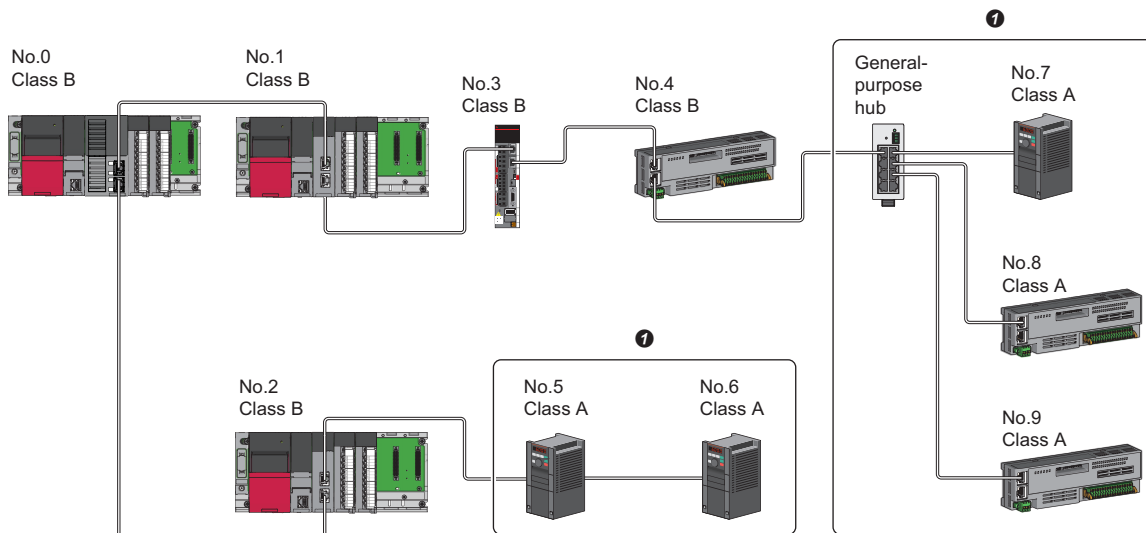 ❶
No.0
Class B
No.1
Class B
No.3
Class B
No.4
Class B
General-
purpose
hub
No.7
Class A
No.8
Class A
❶
No.2
Class B
No.5
Class A
No.6
Class A
No.9
Class A